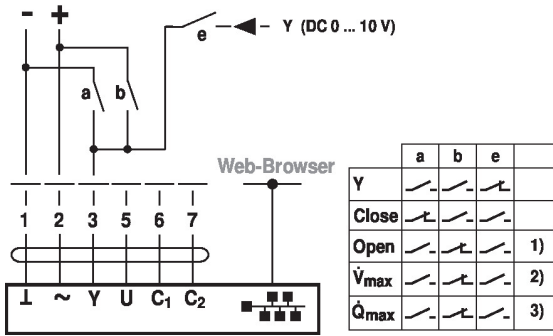 - +
e Y (DC 0 ... 10 V)
a b
Web-Browser
1 2 3 5 6 7
⊥ ~ Y U C1 C2
a b e
Y
Close
Open 1)
V̇max 2)
Q̇max 3)